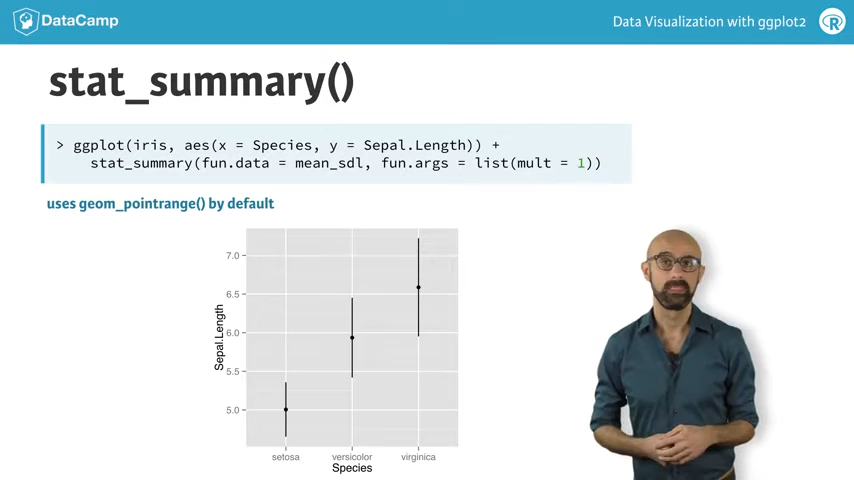 DataCamp
Data Visualization with ggplot2
R
stat_summary()
> ggplot(iris, aes(x = Species, y = Sepal.Length)) +
stat_summary(fun.data = mean_sdl, fun.args = list(mult = 1))
uses geom_pointrange() by default
7.0
6.5
6.0
5.5
5.0
Sepal.Length
setosa versicolor virginica
Species